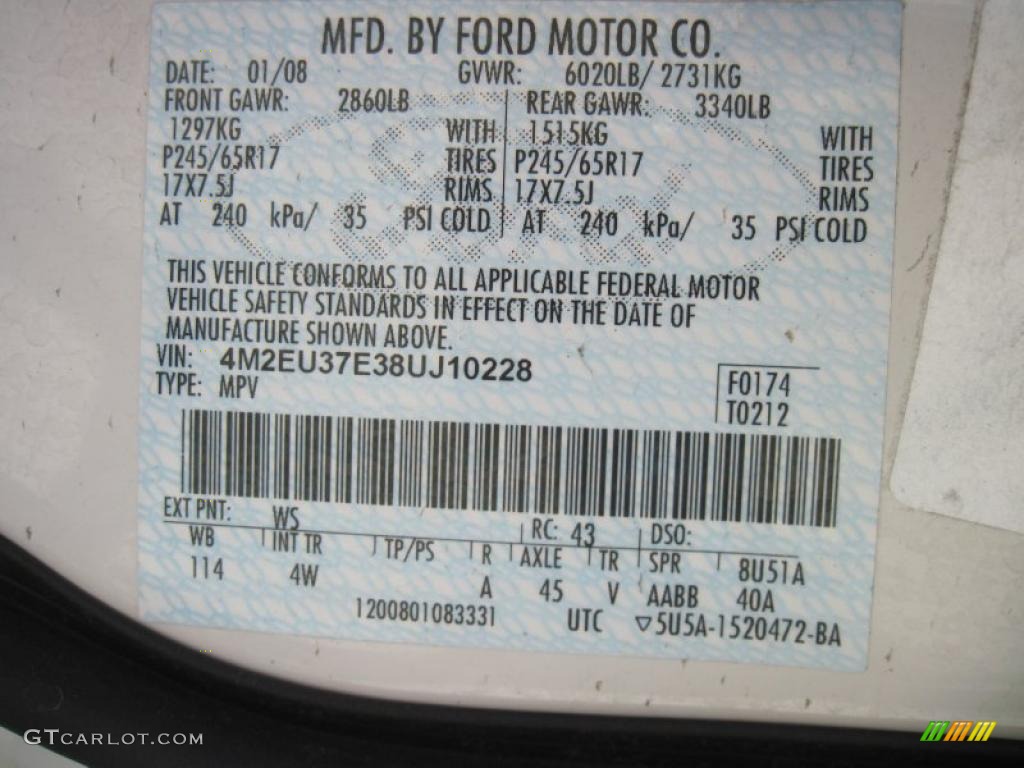 MFD. BY FORD MOTOR CO.
DATE: 01/08 GVWR: 6020LB/ 2731KG
FRONT GAWR: 2860LB REAR GAWR: 3340LB
1297KG WITH 1515KG WITH
P245/65R17 TIRES P245/65R17 TIRES
17X7.5J RIMS 17X7.5J RIMS
AT 240 kPa/ 35 PSI COLD AT 240 kPa/ 35 PSI COLD
THIS VEHICLE CONFORMS TO ALL APPLICABLE FEDERAL MOTOR
VEHICLE SAFETY STANDARDS IN EFFECT ON THE DATE OF
MANUFACTURE SHOWN ABOVE.
VIN: 4M2EU37E38UJ10228
TYPE: MPV
F0174
T0212
EXT PNT: WS RC: 43 DSO:
WB INT TR TP/PS R AXLE TR SPR 8U51A
114 4W A 45 V AABB 40A
1200801083331 UTC ▽5U5A-1520472-BA
GTCARLOT.COM